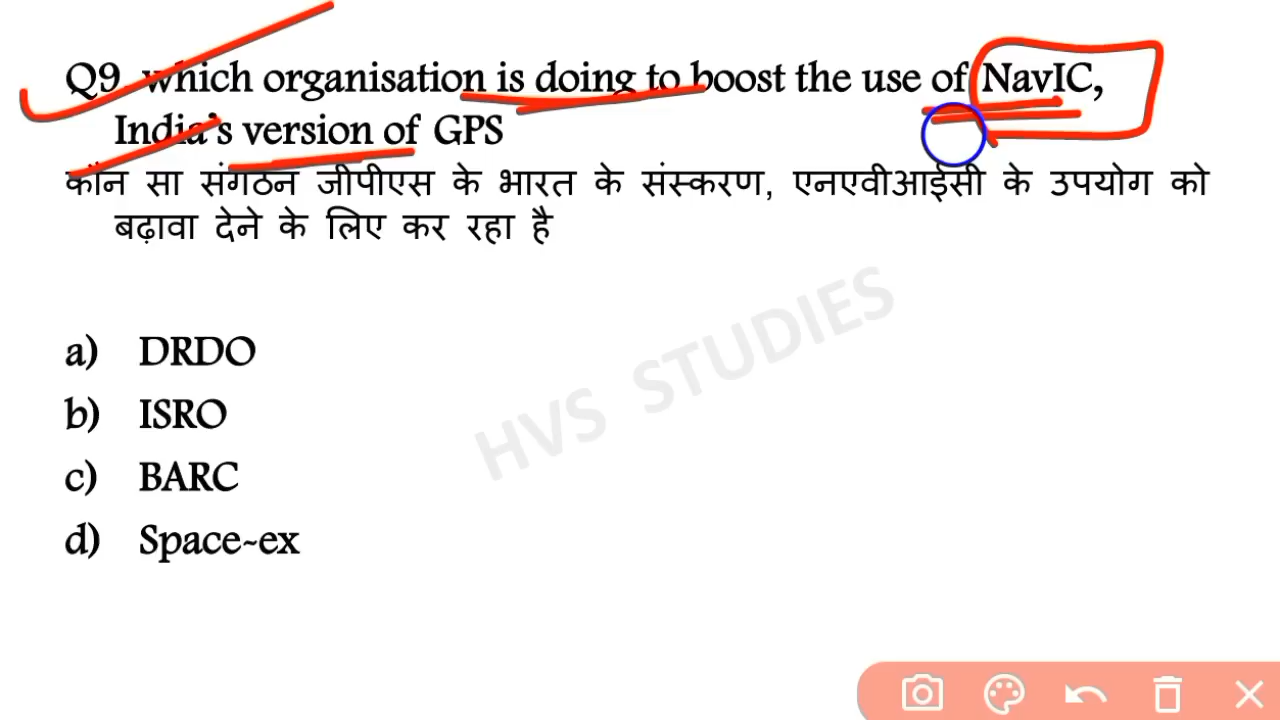 Q9 which organisation is doing to boost the use of NavIC,
India's version of GPS
कौन सा संगठन जीपीएस के भारत के संस्करण, एनएवीआईसी के उपयोग को
बढ़ावा देने के लिए कर रहा है
a) DRDO
b) ISRO
c) BARC
d) Space-ex
HVS STUDIES